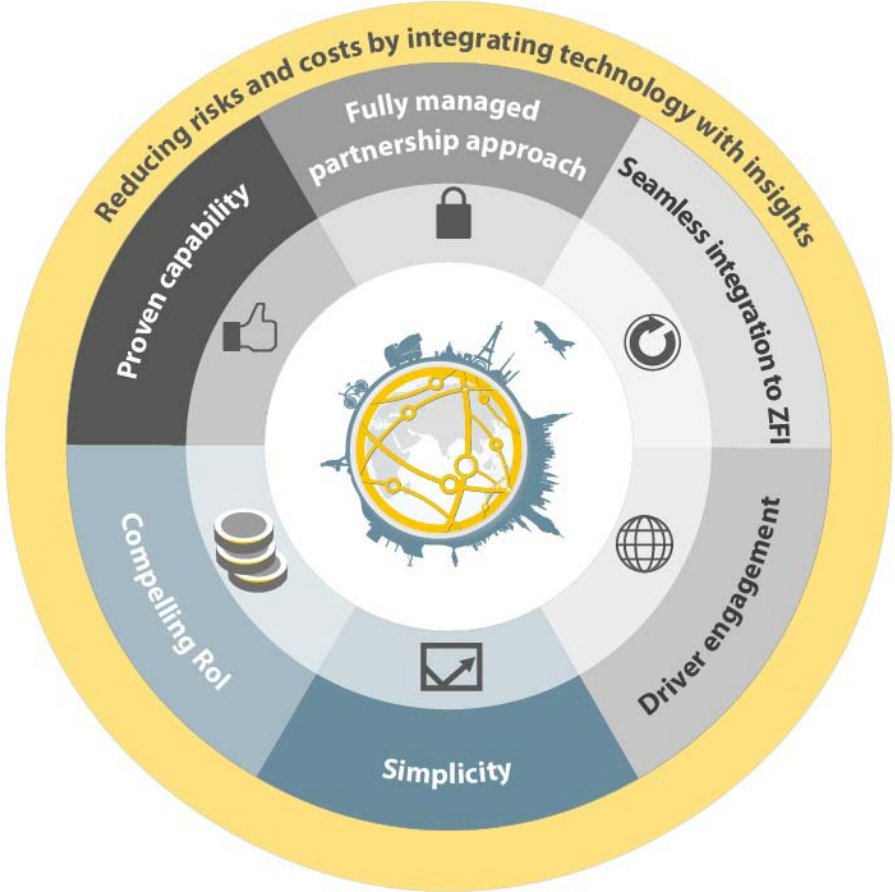 Reducing risks and costs by integrating technology with insights
Fully managed
partnership approach
Seamless integration to ZFI
Driver engagement
Simplicity
Compelling RoI
Proven capability